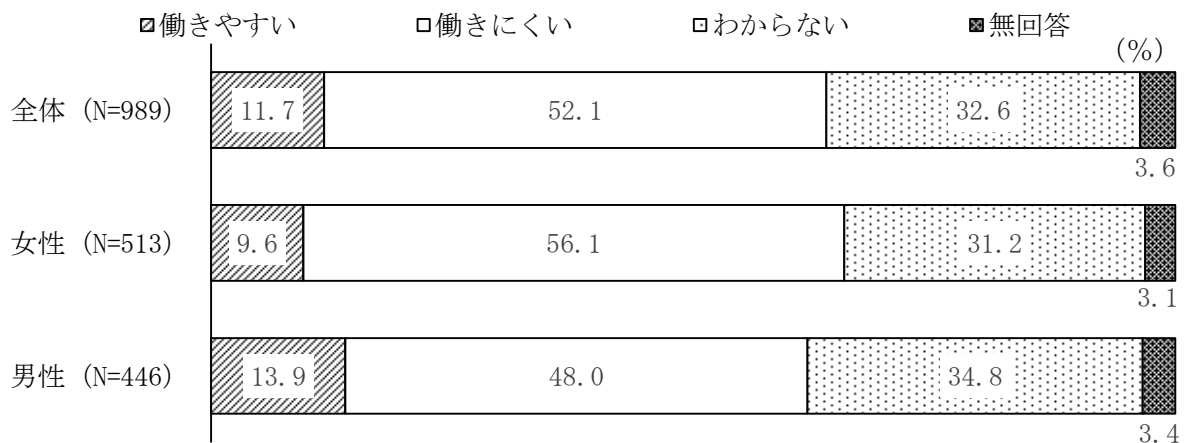 働きやすい 働きにくい わからない 無回答
(%)
全体 (N=989) 11.7 52.1 32.6
3.6
女性 (N=513) 9.6 56.1 31.2
3.1
男性 (N=446) 13.9 48.0 34.8
3.4